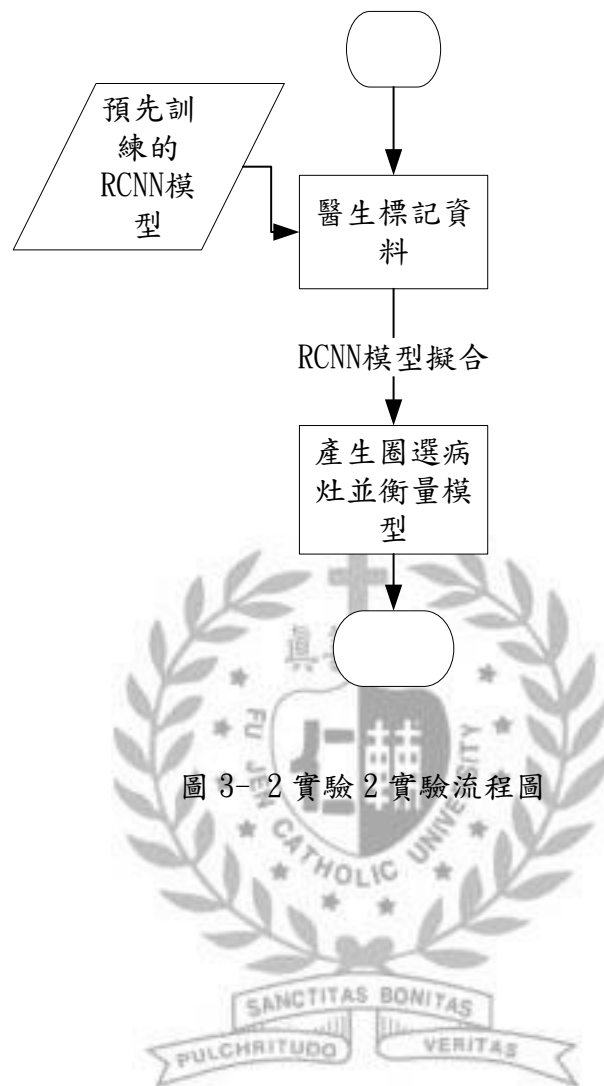 預先訓
練的
RCNN模
型
醫生標記資
料
RCNN模型擬合
產生圈選病
灶並衡量模
型
真
圖 3- 2 實驗 2 實驗流程圖
FU JEN CATHOLIC UNIVERSITY
SANCTITAS BONITAS
PULCHRITUDO VERITAS